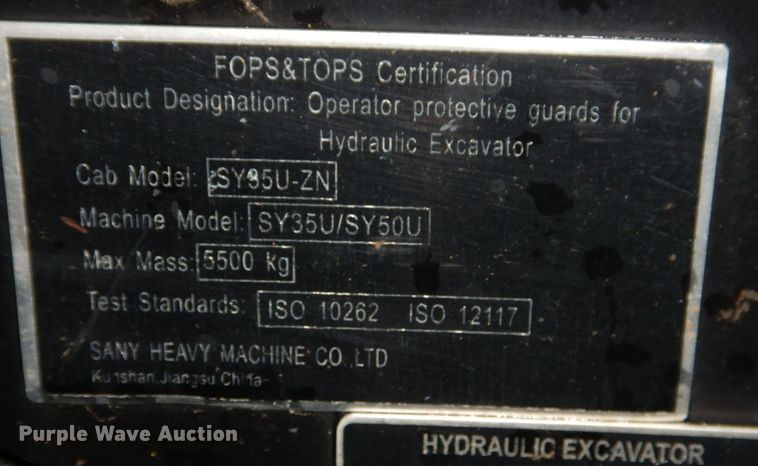 FOPS&TOPS Certification
Product Designation: Operator protective guards for
Hydraulic Excavator
Cab Model: SY35U-ZN
Machine Model: SY35U/SY50U
Max Mass: 5500 kg
Test Standards: ISO 10262 ISO 12117
SANY HEAVY MACHINE CO.,LTD
Kunshan,Jiangsu China
Purple Wave Auction
HYDRAULIC EXCAVATOR